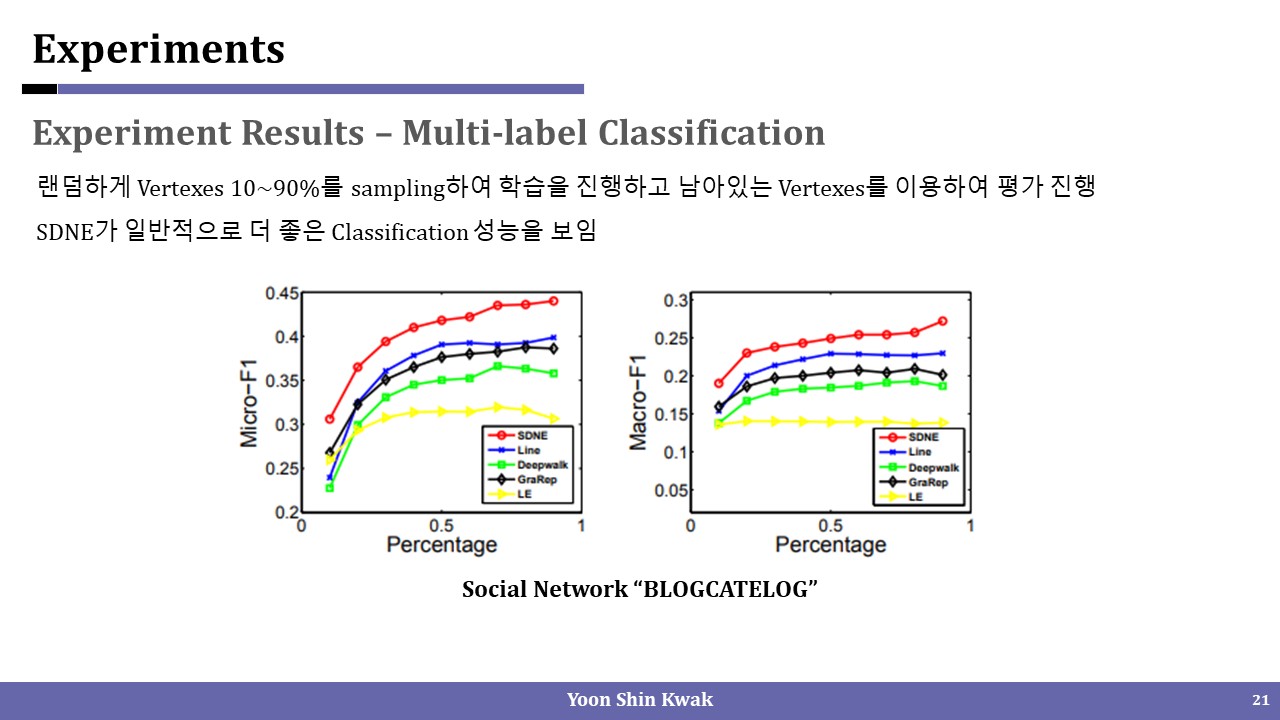 Experiments
Experiment Results – Multi-label Classification
랜덤하게 Vertexes 10~90%를 sampling하여 학습을 진행하고 남아있는 Vertexes를 이용하여 평가 진행
SDNE가 일반적으로 더 좋은 Classification 성능을 보임
0.45
0.4
0.35
0.3
0.25
0.2
Micro-F1
SDNE
Line
Deepwalk
GraRep
LE
0 0.5 1
Percentage
0.3
0.25
0.2
0.15
0.1
0.05
Macro-F1
SDNE
Line
Deepwalk
GraRep
LE
0 0.5 1
Percentage
Social Network “BLOGCATELOG”
Yoon Shin Kwak
21